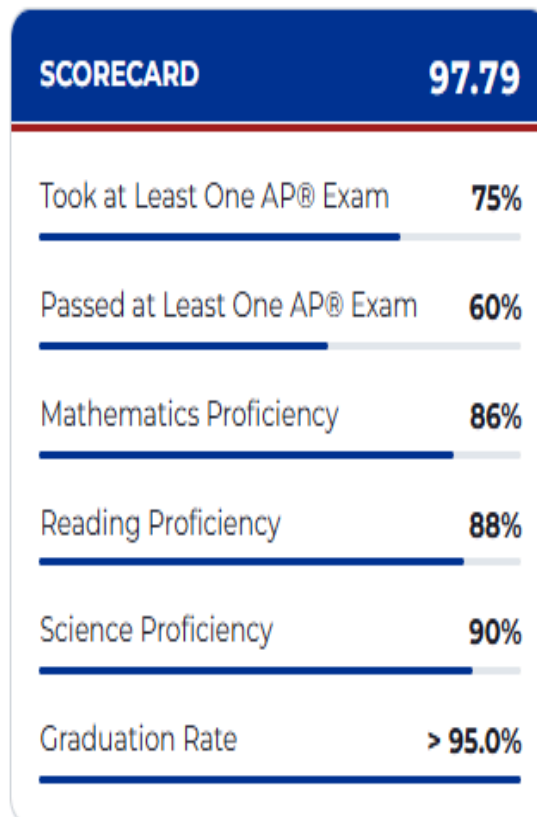 SCORECARD 97.79
Took at Least One AP® Exam 75%
Passed at Least One AP® Exam 60%
Mathematics Proficiency 86%
Reading Proficiency 88%
Science Proficiency 90%
Graduation Rate > 95.0%